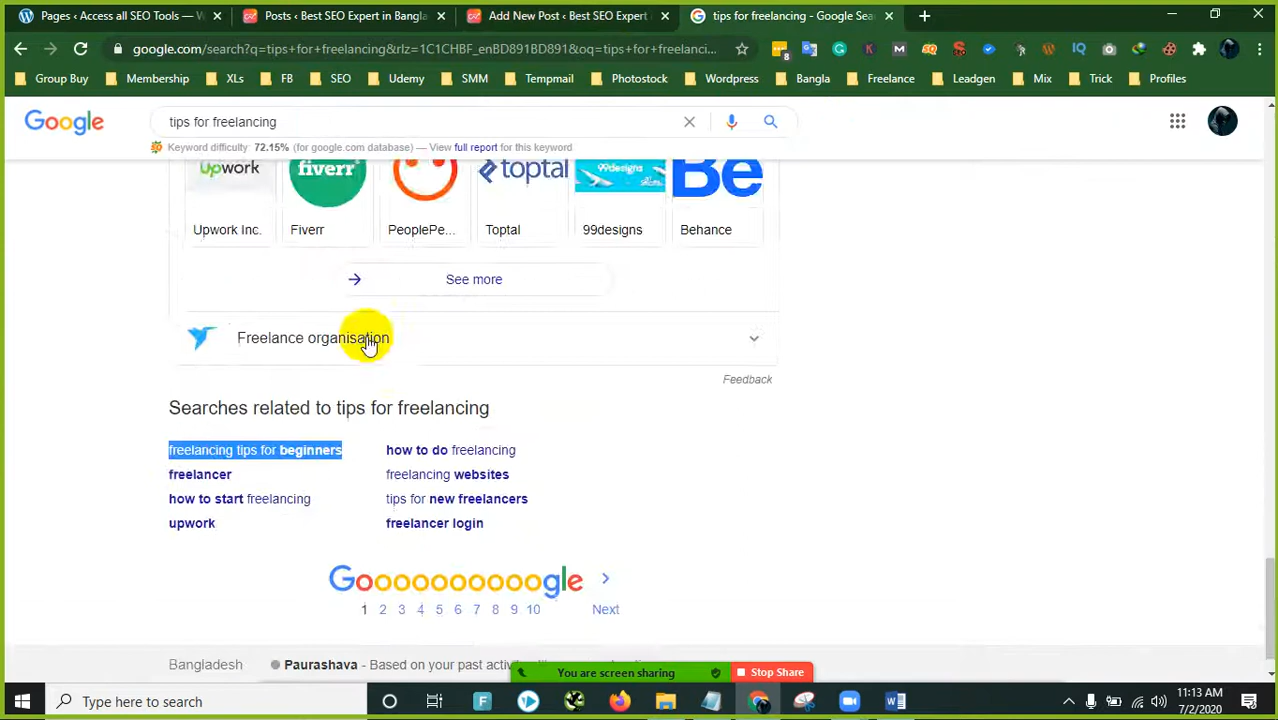 Pages ‹ Access all SEO Tools — W
Posts ‹ Best SEO Expert in Bangla
Add New Post ‹ Best SEO Expert
tips for freelancing - Google Sea
google.com/search?q=tips+for+freelancing&rlz=1C1CHBF_enBD891BD891&oq=tips+for+freelanci...
8
Group Buy Membership XLs FB SEO Udemy SMM Tempmail Photostock Wordpress Bangla Freelance Leadgen Mix Trick Profiles
Google
tips for freelancing
Keyword difficulty: 72.15% (for google.com database) — View full report for this keyword
Upwork fiverr toptal 99designs Be
Upwork Inc. Fiverr PeoplePe... Toptal 99designs Behance
See more
Freelance organisation
Feedback
Searches related to tips for freelancing
freelancing tips for beginners how to do freelancing
freelancer freelancing websites
how to start freelancing tips for new freelancers
upwork freelancer login
Goooooooooogle
1 2 3 4 5 6 7 8 9 10 Next
Bangladesh Paurashava - Based on your past activi
You are screen sharing Stop Share
Type here to search
11:13 AM
7/2/2020